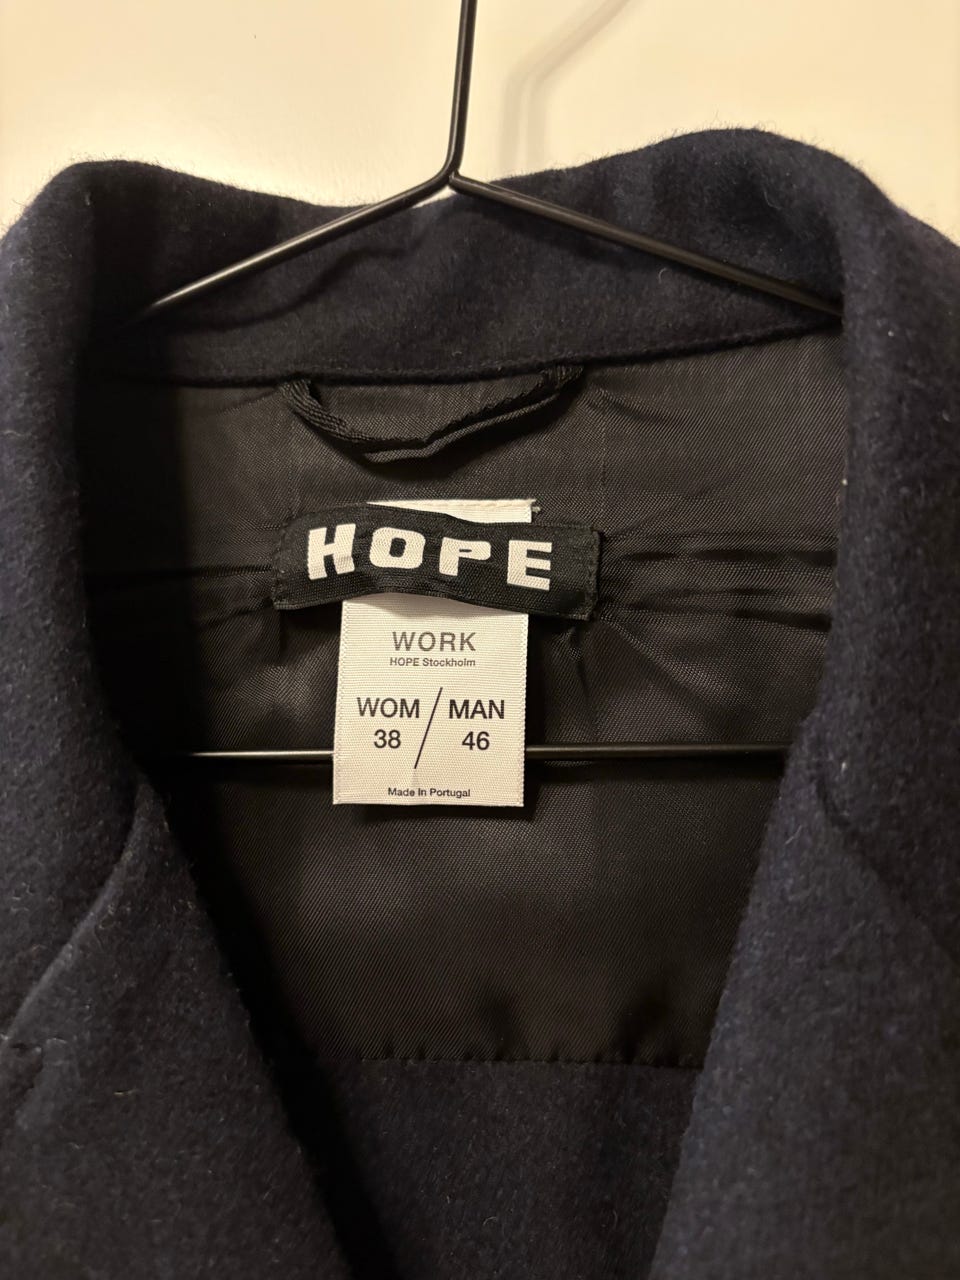 HOPE
WORK
HOPE Stockholm
WOM / MAN
38 / 46
Made In Portugal